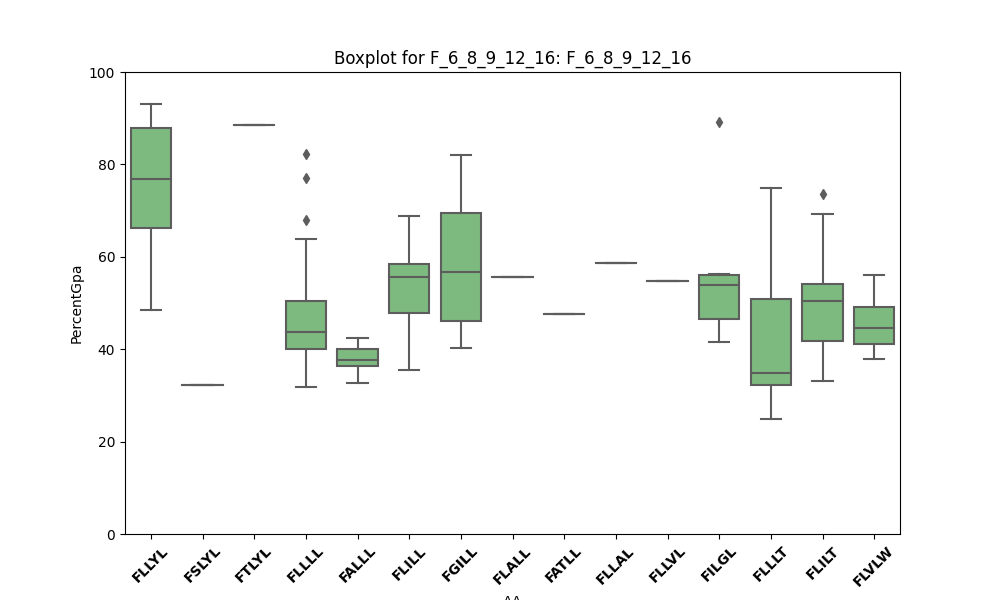 Boxplot for F_6_8_9_12_16: F_6_8_9_12_16
100
80
60
40
20
0
PercentGpa
FLLYL
FSLYL
FTLYL
FLLLL
FALLL
FLILL
FGILL
FLALL
FATLL
FLLAL
FLLVL
FILGL
FLLLT
FLILT
FLVLW